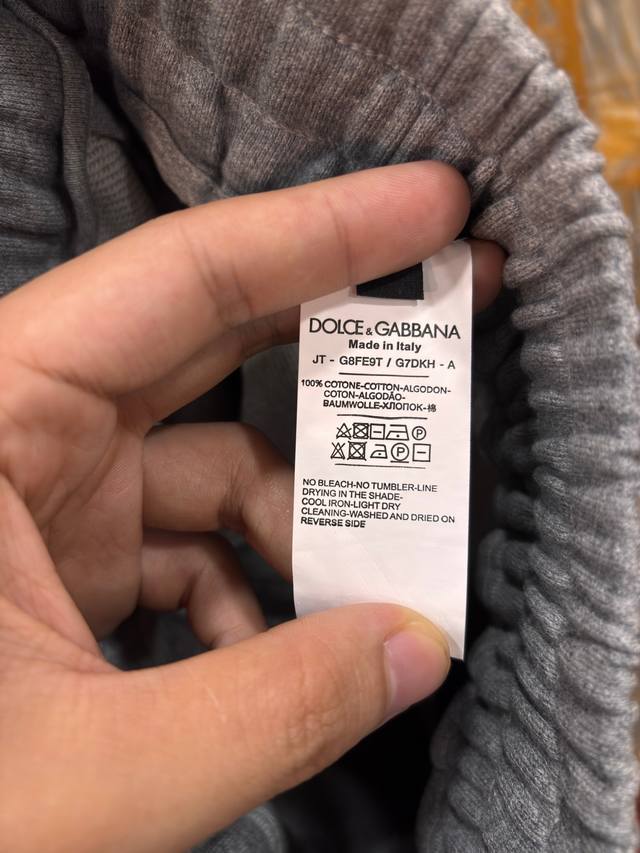 DOLCE & GABBANA
Made in Italy
JT - G8FE9T / G7DKH - A
100% COTONE-COTTON-ALGODON-
COTON-ALGODÃO-
BAUMWOLLE-ХЛОПОК-棉
NO BLEACH-NO TUMBLER-LINE
DRYING IN THE SHADE-
COOL IRON-LIGHT DRY
CLEANING-WASHED AND DRIED ON
REVERSE SIDE